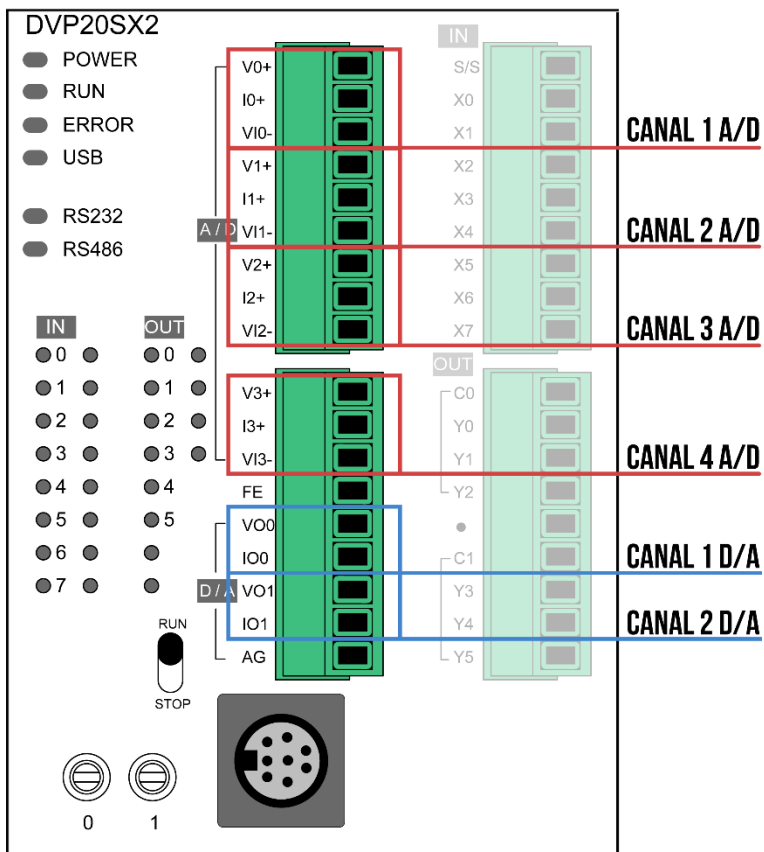 DVP20SX2
POWER
RUN
ERROR
USB
RS232
RS486
IN
OUT
0
0
1
1
2
2
3
3
4
4
5
5
6
7
RUN
STOP
0
1
A/D
V0+
I0+
VI0-
V1+
I1+
VI1-
V2+
I2+
VI2-
V3+
I3+
VI3-
FE
D/A
VO0
IO0
VO1
IO1
AG
IN
S/S
X0
X1
X2
X3
X4
X5
X6
X7
OUT
C0
Y0
Y1
Y2
C1
Y3
Y4
Y5
CANAL 1 A/D
CANAL 2 A/D
CANAL 3 A/D
CANAL 4 A/D
CANAL 1 D/A
CANAL 2 D/A